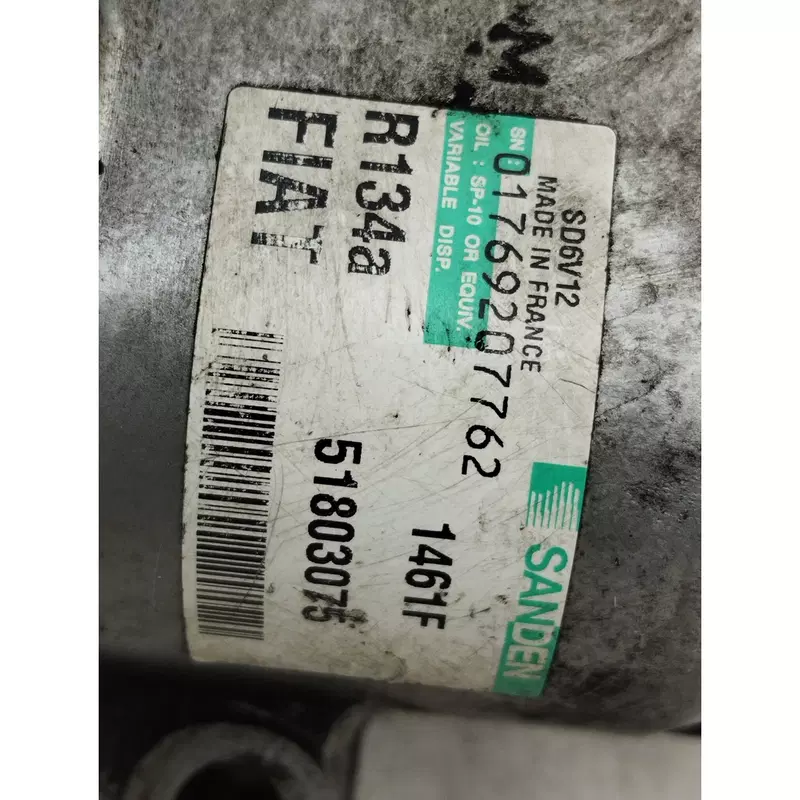 M
SD6V12
SANDEN
MADE IN FRANCE
SN 01769207762
OIL : SP-10 OR EQUIV.
VARIABLE DISP.
1461F
R134a
FIAT
51803075